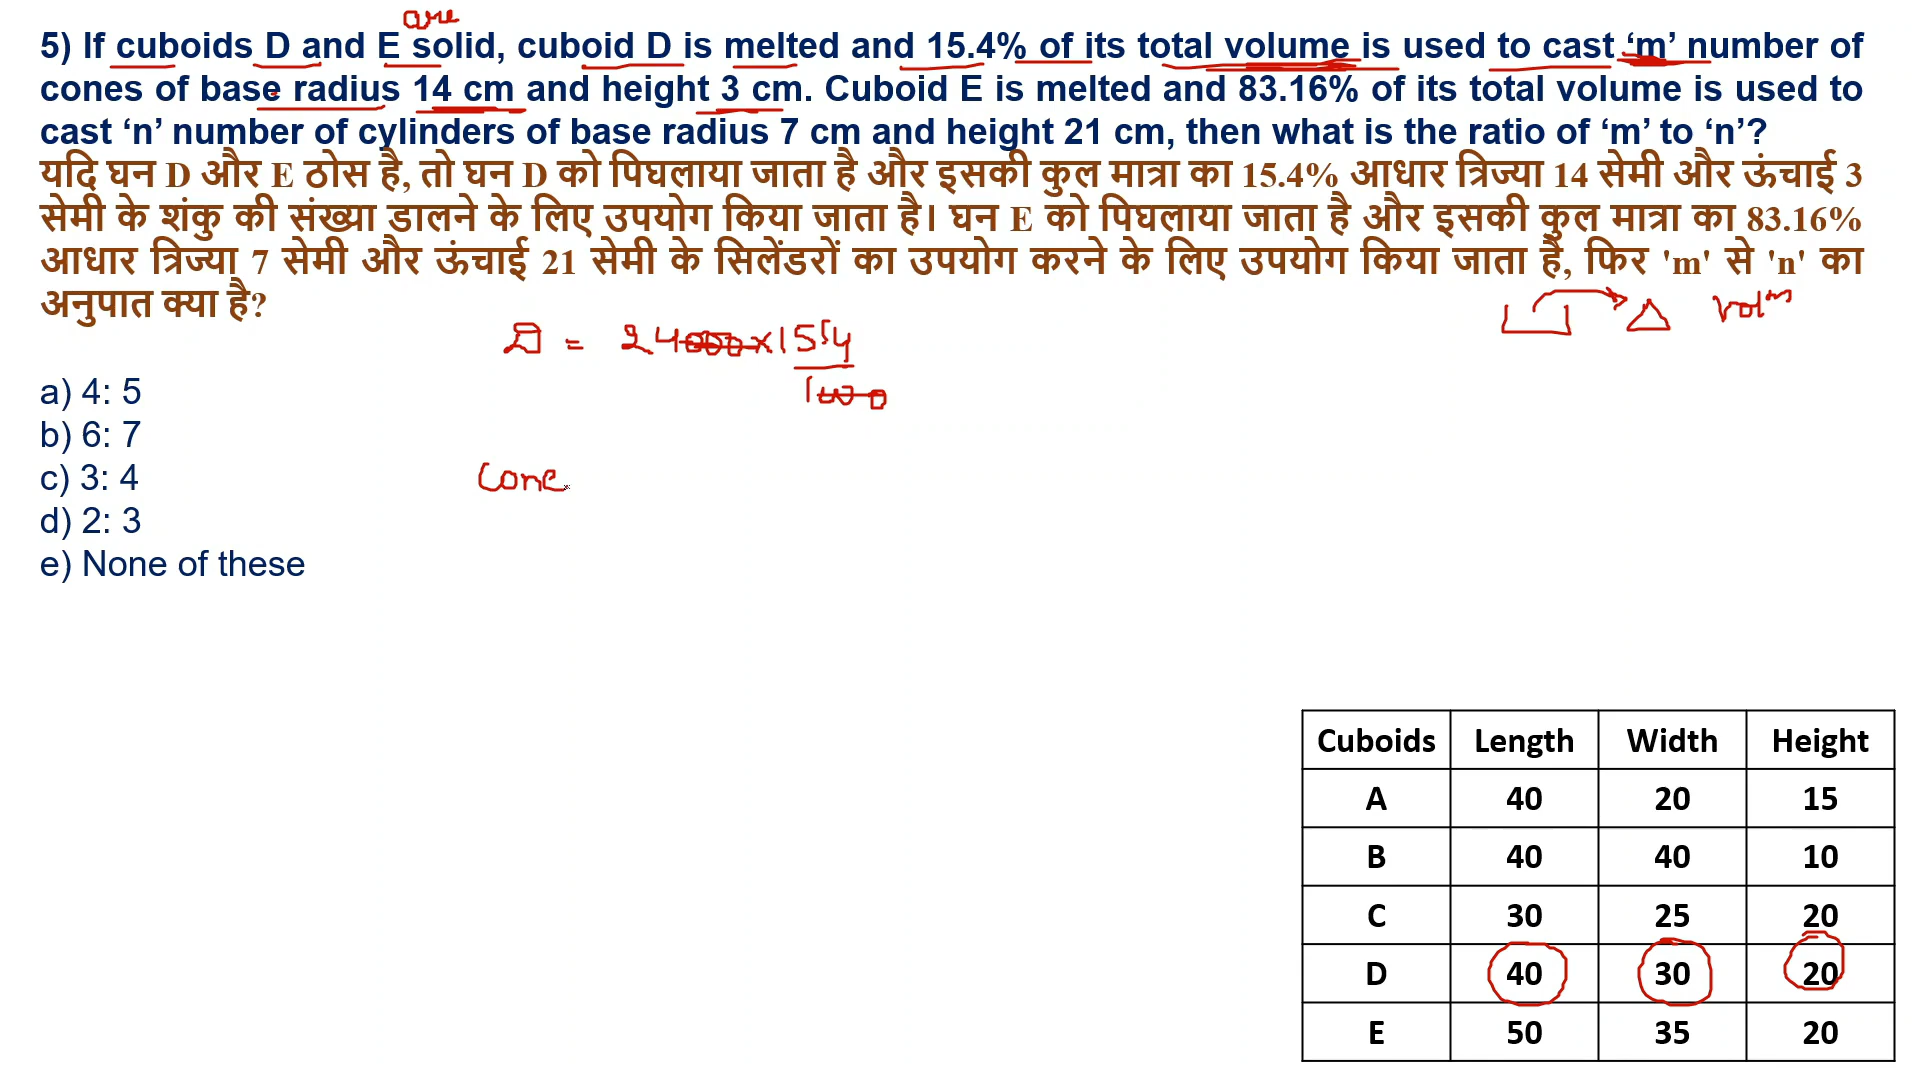 are
5) If cuboids D and E solid, cuboid D is melted and 15.4% of its total volume is used to cast ‘m’ number of
cones of base radius 14 cm and height 3 cm. Cuboid E is melted and 83.16% of its total volume is used to
cast ‘n’ number of cylinders of base radius 7 cm and height 21 cm, then what is the ratio of ‘m’ to ‘n’?
यदि घन D और E ठोस है, तो घन D को पिघलाया जाता है और इसकी कुल मात्रा का 15.4% आधार त्रिज्या 14 सेमी और ऊंचाई 3
सेमी के शंकु की संख्या डालने के लिए उपयोग किया जाता है। घन E को पिघलाया जाता है और इसकी कुल मात्रा का 83.16%
आधार त्रिज्या 7 सेमी और ऊंचाई 21 सेमी के सिलेंडरों का उपयोग करने के लिए उपयोग किया जाता है, फिर 'm' से 'n' का
अनुपात क्या है?
D = 24000×154
1000
a) 4: 5
b) 6: 7
c) 3: 4
Cone
d) 2: 3
e) None of these
Cuboids Length Width Height
A 40 20 15
B 40 40 10
C 30 25 20
D 40 30 20
E 50 35 20